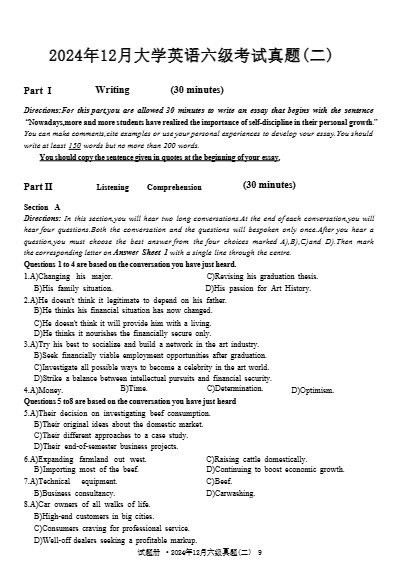 2024年12月大学英语六级考试真题(二)
Part I Writing (30 minutes)
Directions:For this part,you are allowed 30 minutes to write an essay that begins with the sentence
“Nowadays,more and more students have realized the importance of self-discipline in their personal growth.”
You can make comments,cite examples or use your personal experiences to develop your essay.You should
write at least 150 words but no more than 200 words.
You should copy the sentence given in quotes at the beginning of your essay.
Part II Listening Comprehension (30 minutes)
Section A
Directions: In this section,you will hear two long conversations.At the end of each conversation,you will
hear four questions.Both the conversation and the questions will be spoken only once.After you hear a
question,you must choose the best answer from the four choices marked A),B),C)and D).Then mark
the corresponding letter on Answer Sheet 1 with a single line through the centre.
Questions 1 to 4 are based on the conversation you have just heard.
1.A)Changing his major. C)Revising his graduation thesis.
B)His family situation. D)His passion for Art History.
2.A)He doesn't think it legitimate to depend on his father.
B)He thinks his financial situation has now changed.
C)He doesn't think it will provide him with a living.
D)He thinks it nourishes the financially secure only.
3.A)Try his best to socialize and build a network in the art industry.
B)Seek financially viable employment opportunities after graduation.
C)Investigate all possible ways to become a celebrity in the art world.
D)Strike a balance between intellectual pursuits and financial security.
4.A)Money. B)Time. C)Determination. D)Optimism.
Questions 5 to8 are based on the conversation you have just heard
5.A)Their decision on investigating beef consumption.
B)Their original ideas about the domestic market.
C)Their different approaches to a case study.
D)Their end-of-semester business projects.
6.A)Expanding farmland out west. C)Raising cattle domestically.
B)Importing most of the beef. D)Continuing to boost economic growth.
7.A)Technical equipment. C)Beef.
B)Business consultancy. D)Carwashing.
8.A)Car owners of all walks of life.
B)High-end customers in big cities.
C)Consumers craving for professional service.
D)Well-off dealers seeking a profitable markup.
试题册 ·2024年12月六级真题(二) 9